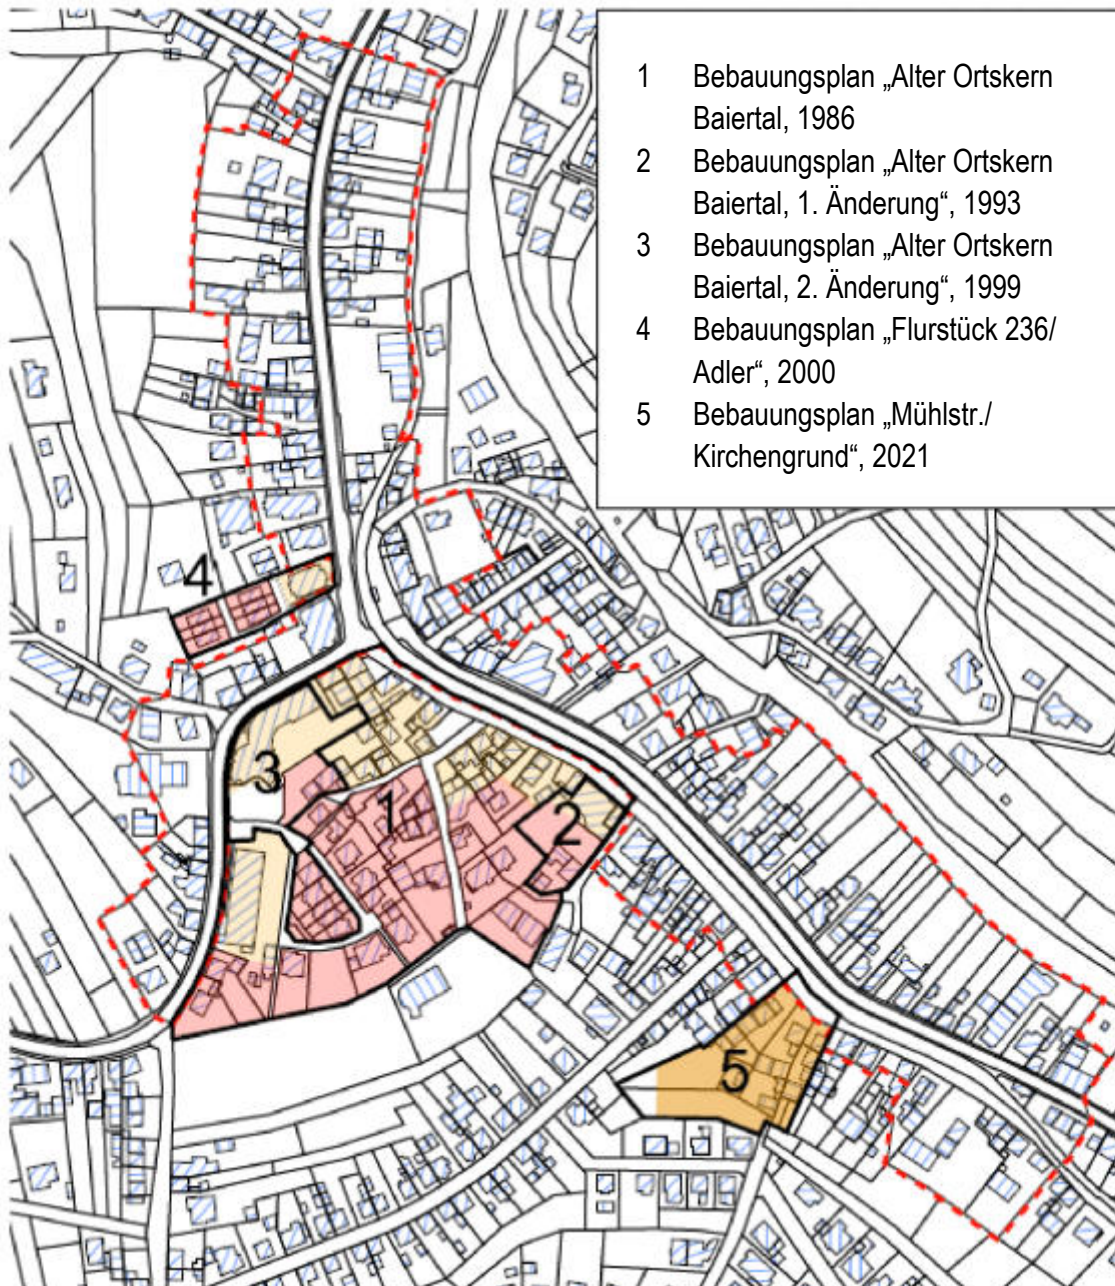 1 Bebauungsplan „Alter Ortskern
Baiertal, 1986
2 Bebauungsplan „Alter Ortskern
Baiertal, 1. Änderung“, 1993
3 Bebauungsplan „Alter Ortskern
Baiertal, 2. Änderung“, 1999
4 Bebauungsplan „Flurstück 236/
Adler“, 2000
5 Bebauungsplan „Mühlstr./
Kirchengrund“, 2021
4
3
1
2
5